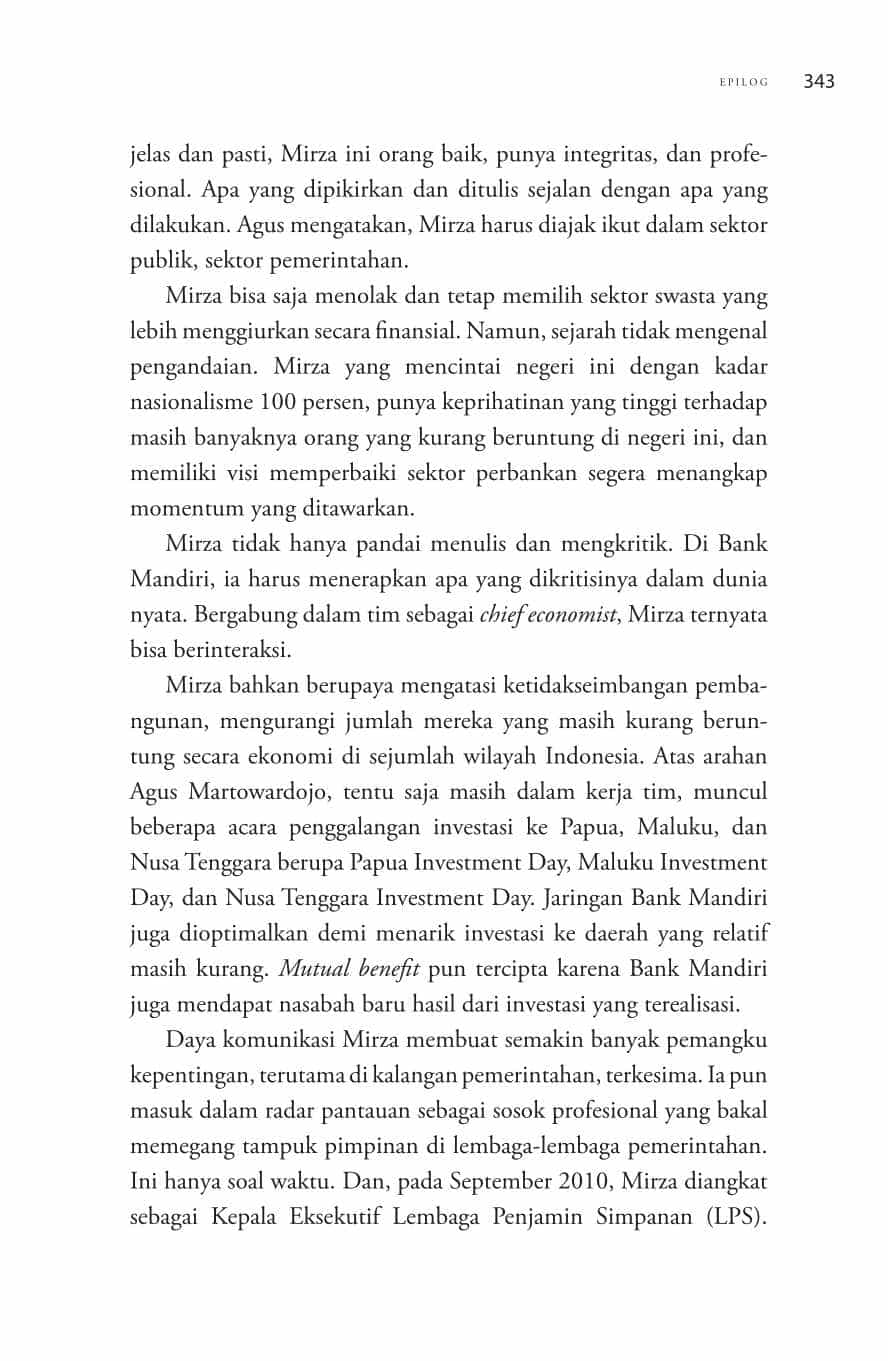 EPILOG 343
jelas dan pasti, Mirza ini orang baik, punya integritas, dan profe-
sional. Apa yang dipikirkan dan ditulis sejalan dengan apa yang
dilakukan. Agus mengatakan, Mirza harus diajak ikut dalam sektor
publik, sektor pemerintahan.
Mirza bisa saja menolak dan tetap memilih sektor swasta yang
lebih menggiurkan secara finansial. Namun, sejarah tidak mengenal
pengandaian. Mirza yang mencintai negeri ini dengan kadar
nasionalisme 100 persen, punya keprihatinan yang tinggi terhadap
masih banyaknya orang yang kurang beruntung di negeri ini, dan
memiliki visi memperbaiki sektor perbankan segera menangkap
momentum yang ditawarkan.
Mirza tidak hanya pandai menulis dan mengkritik. Di Bank
Mandiri, ia harus menerapkan apa yang dikritisinya dalam dunia
nyata. Bergabung dalam tim sebagai chief economist, Mirza ternyata
bisa berinteraksi.
Mirza bahkan berupaya mengatasi ketidakseimbangan pemba-
ngunan, mengurangi jumlah mereka yang masih kurang berun-
tung secara ekonomi di sejumlah wilayah Indonesia. Atas arahan
Agus Martowardojo, tentu saja masih dalam kerja tim, muncul
beberapa acara penggalangan investasi ke Papua, Maluku, dan
Nusa Tenggara berupa Papua Investment Day, Maluku Investment
Day, dan Nusa Tenggara Investment Day. Jaringan Bank Mandiri
juga dioptimalkan demi menarik investasi ke daerah yang relatif
masih kurang. Mutual benefit pun tercipta karena Bank Mandiri
juga mendapat nasabah baru hasil dari investasi yang terealisasi.
Daya komunikasi Mirza membuat semakin banyak pemangku
kepentingan, terutama di kalangan pemerintahan, terkesima. Ia pun
masuk dalam radar pantauan sebagai sosok profesional yang bakal
memegang tampuk pimpinan di lembaga-lembaga pemerintahan.
Ini hanya soal waktu. Dan, pada September 2010, Mirza diangkat
sebagai Kepala Eksekutif Lembaga Penjamin Simpanan (LPS).